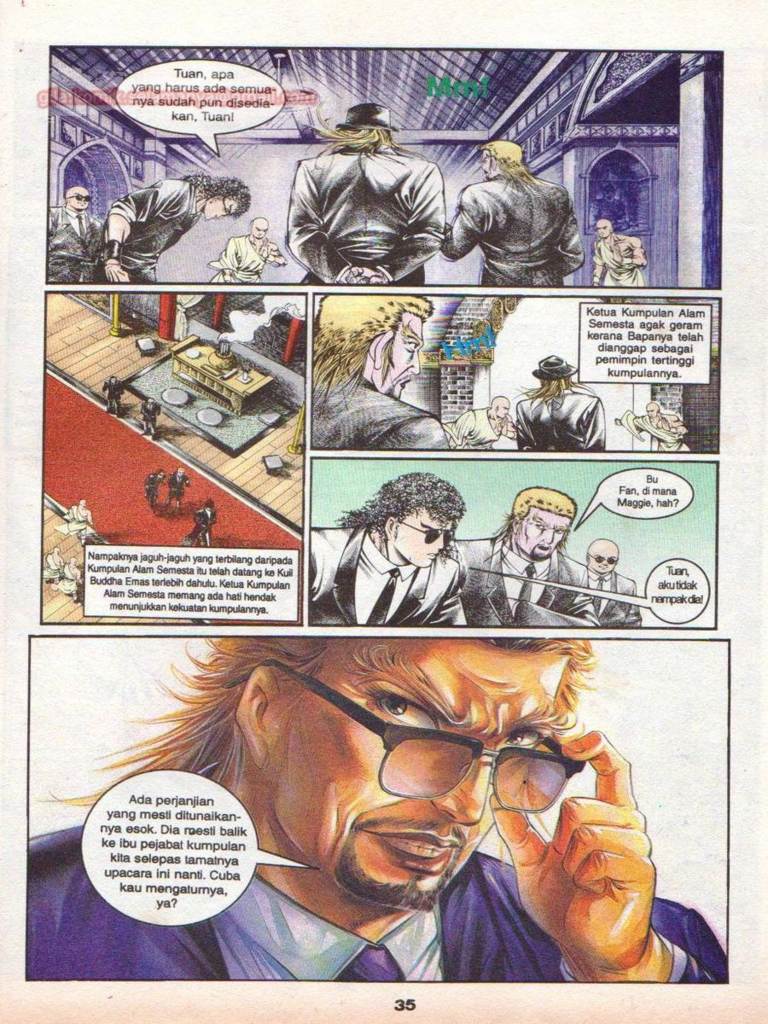 Tuan, apa
yang harus ada semua-
nya sudah pun disedia-
kan, Tuan!
Mm!
Hm!
Ketua Kumpulan Alam
Semesta agak geram
kerana Bapanya telah
dianggap sebagai
pemimpin tertinggi
kumpulannya.
Nampaknya jaguh-jaguh yang terbilang daripada
Kumpulan Alam Semesta itu telah datang ke Kuil
Buddha Emas terlebih dahulu. Ketua Kumpulan
Alam Semesta memang ada hati hendak
menunjukkan kekuatan kumpulannya.
Bu
Fan, di mana
Maggie, hah?
Tuan,
aku tidak
nampak dia!
Ada perjanjian
yang mesti ditunaikan-
nya esok. Dia mesti balik
ke ibu pejabat kumpulan
kita selepas tamatnya
upacara ini nanti. Cuba
kau mengaturnya,
ya?
35